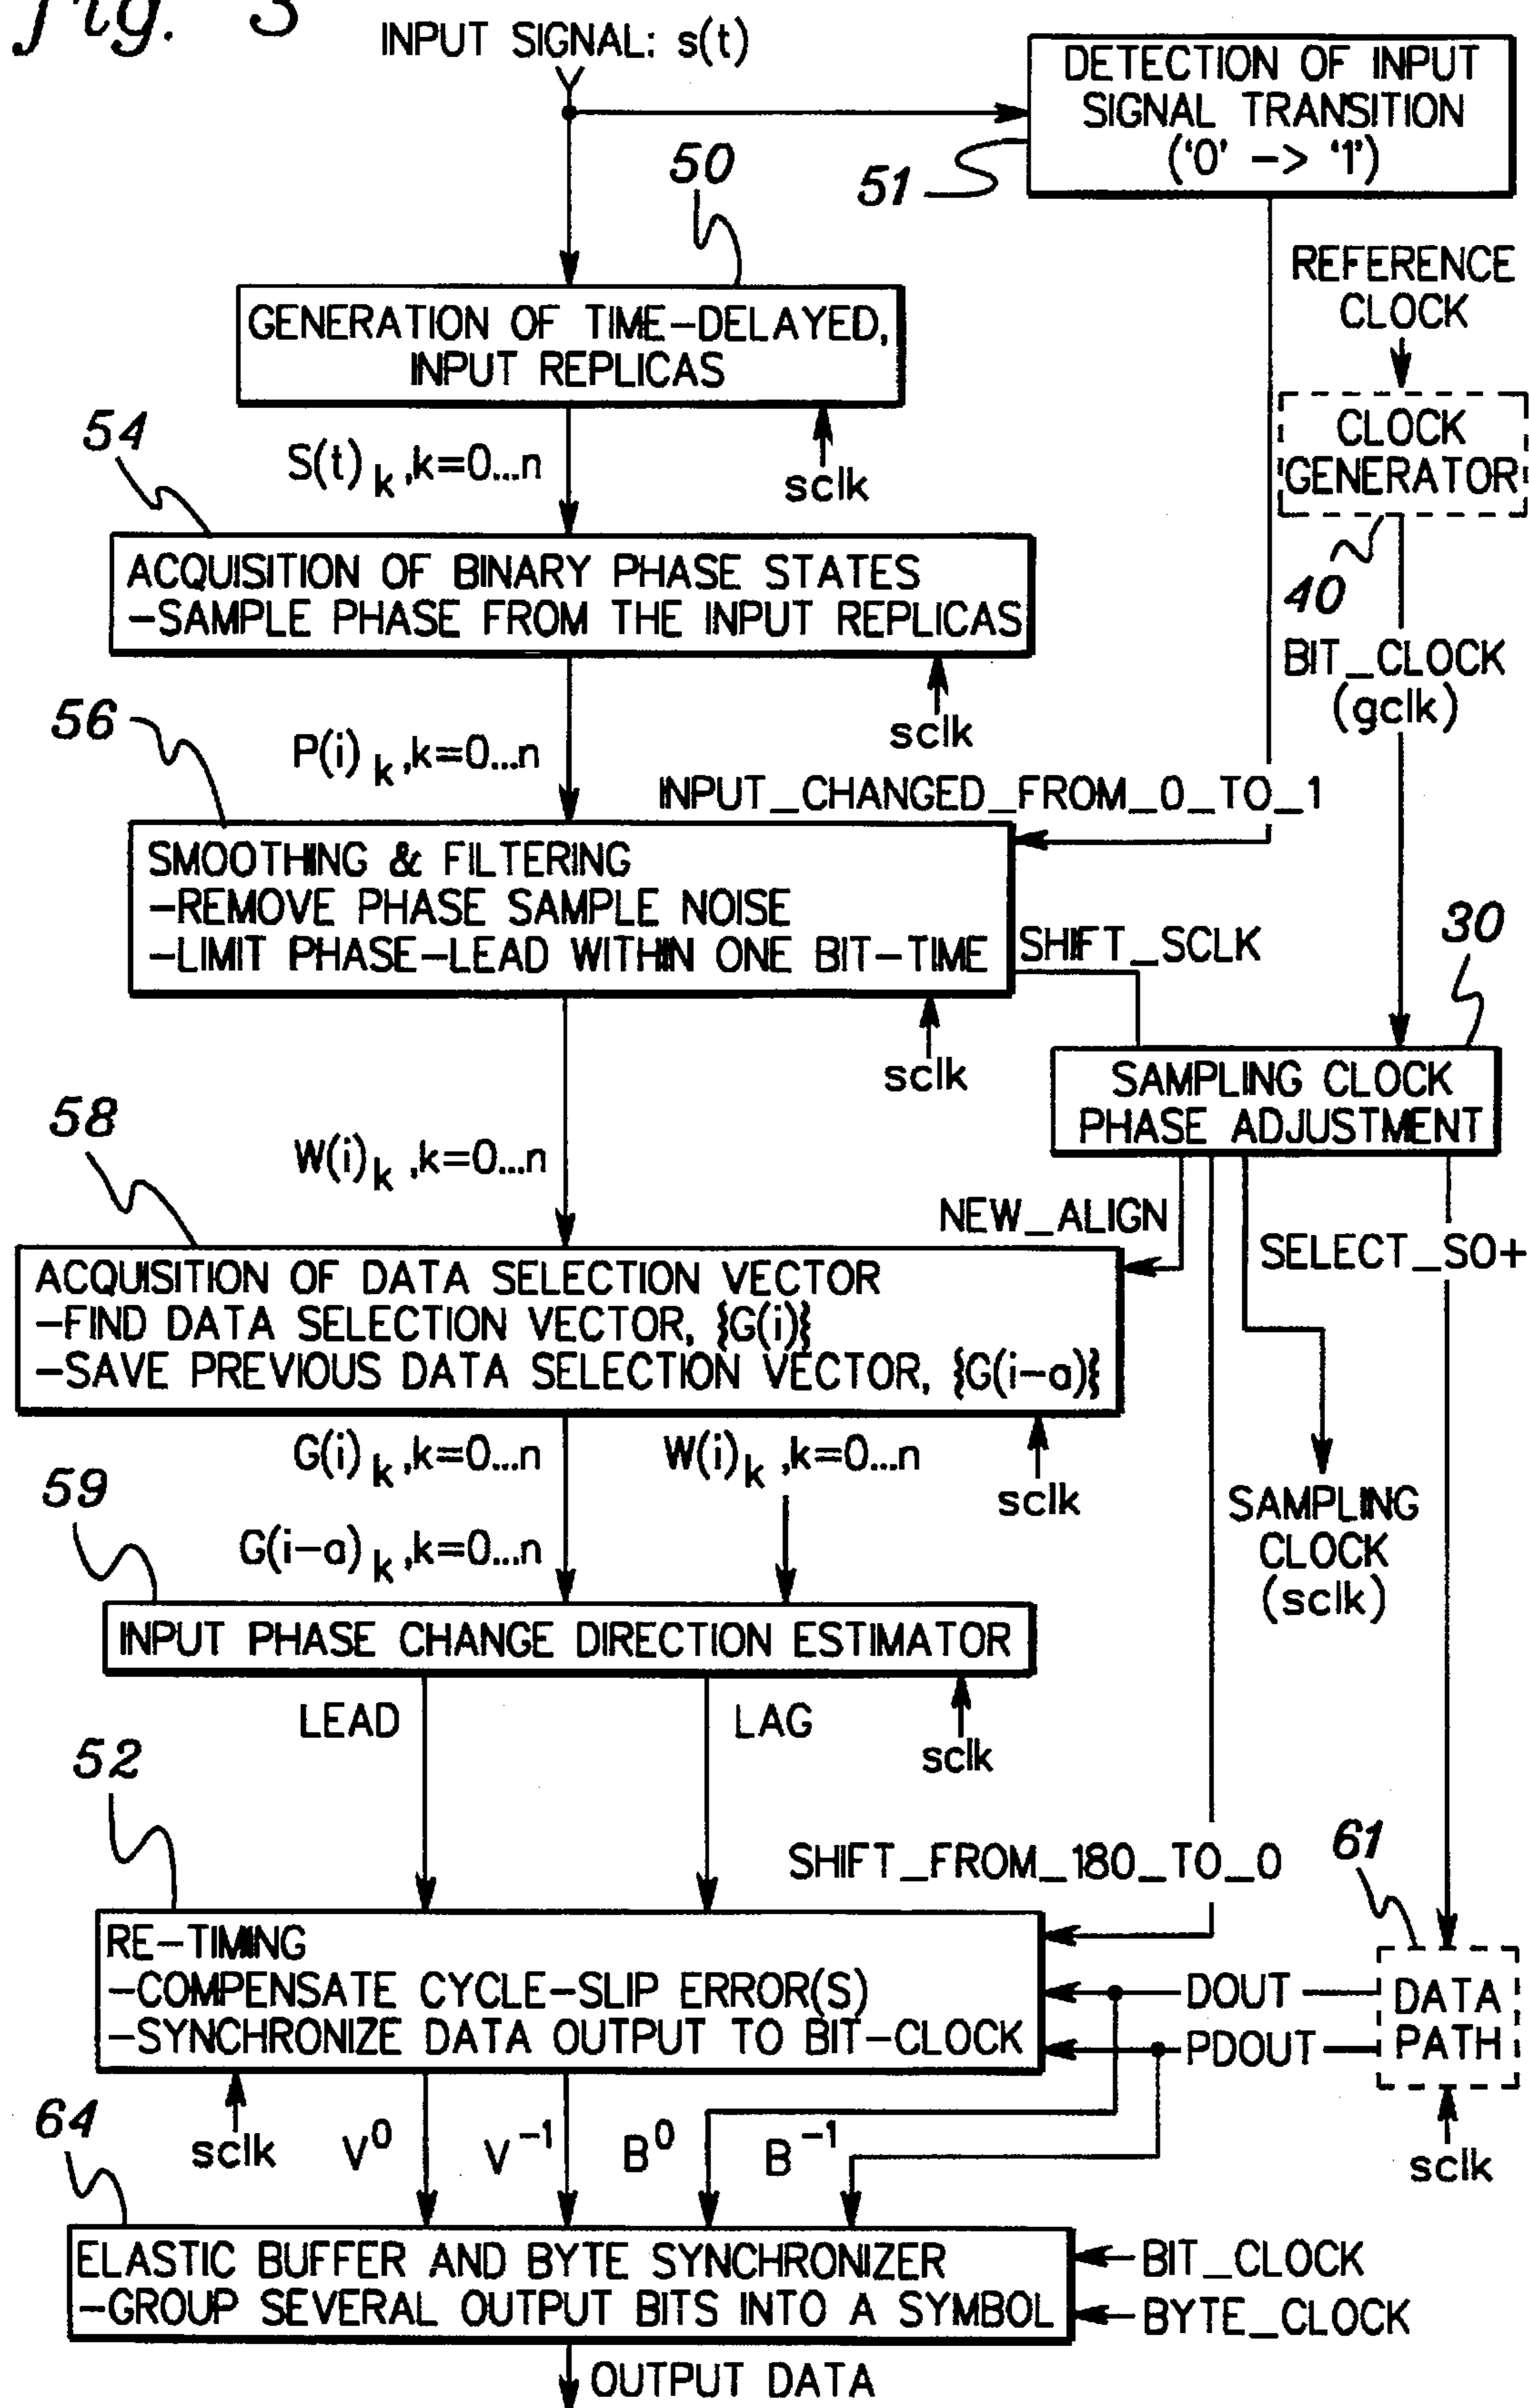 Fig. 3
INPUT SIGNAL: s(t)
DETECTION OF INPUT
SIGNAL TRANSITION
('0' -> '1')
51
50
REFERENCE
CLOCK
GENERATION OF TIME-DELAYED,
INPUT REPLICAS
sclk
CLOCK
GENERATOR
40
54
S(t)k ,k=0...n
ACQUISITION OF BINARY PHASE STATES
-SAMPLE PHASE FROM THE INPUT REPLICAS
sclk
BIT_CLOCK
(gclk)
56
P(i)k ,k=0...n
INPUT_CHANGED_FROM_0_TO_1
SMOOTHING & FILTERING
-REMOVE PHASE SAMPLE NOISE
-LIMIT PHASE-LEAD WITHIN ONE BIT-TIME
SHIFT_SCLK
30
sclk
SAMPLING CLOCK
PHASE ADJUSTMENT
58
W(i)k ,k=0...n
NEW_ALIGN
SELECT_SO+
ACQUISITION OF DATA SELECTION VECTOR
-FIND DATA SELECTION VECTOR, {G(i)}
-SAVE PREVIOUS DATA SELECTION VECTOR, {G(i-a)}
G(i)k ,k=0...n
W(i)k ,k=0...n
sclk
SAMPLING
CLOCK
(sclk)
59
G(i-a)k ,k=0...n
INPUT PHASE CHANGE DIRECTION ESTIMATOR
LEAD
LAG
sclk
52
SHIFT_FROM_180_TO_0
61
RE-TIMING
-COMPENSATE CYCLE-SLIP ERROR(S)
-SYNCHRONIZE DATA OUTPUT TO BIT-CLOCK
DOUT
PDOUT
DATA
PATH
sclk
64
sclk
V⁰
V⁻¹
B⁰
B⁻¹
ELASTIC BUFFER AND BYTE SYNCHRONIZER
-GROUP SEVERAL OUTPUT BITS INTO A SYMBOL
BIT_CLOCK
BYTE_CLOCK
OUTPUT DATA